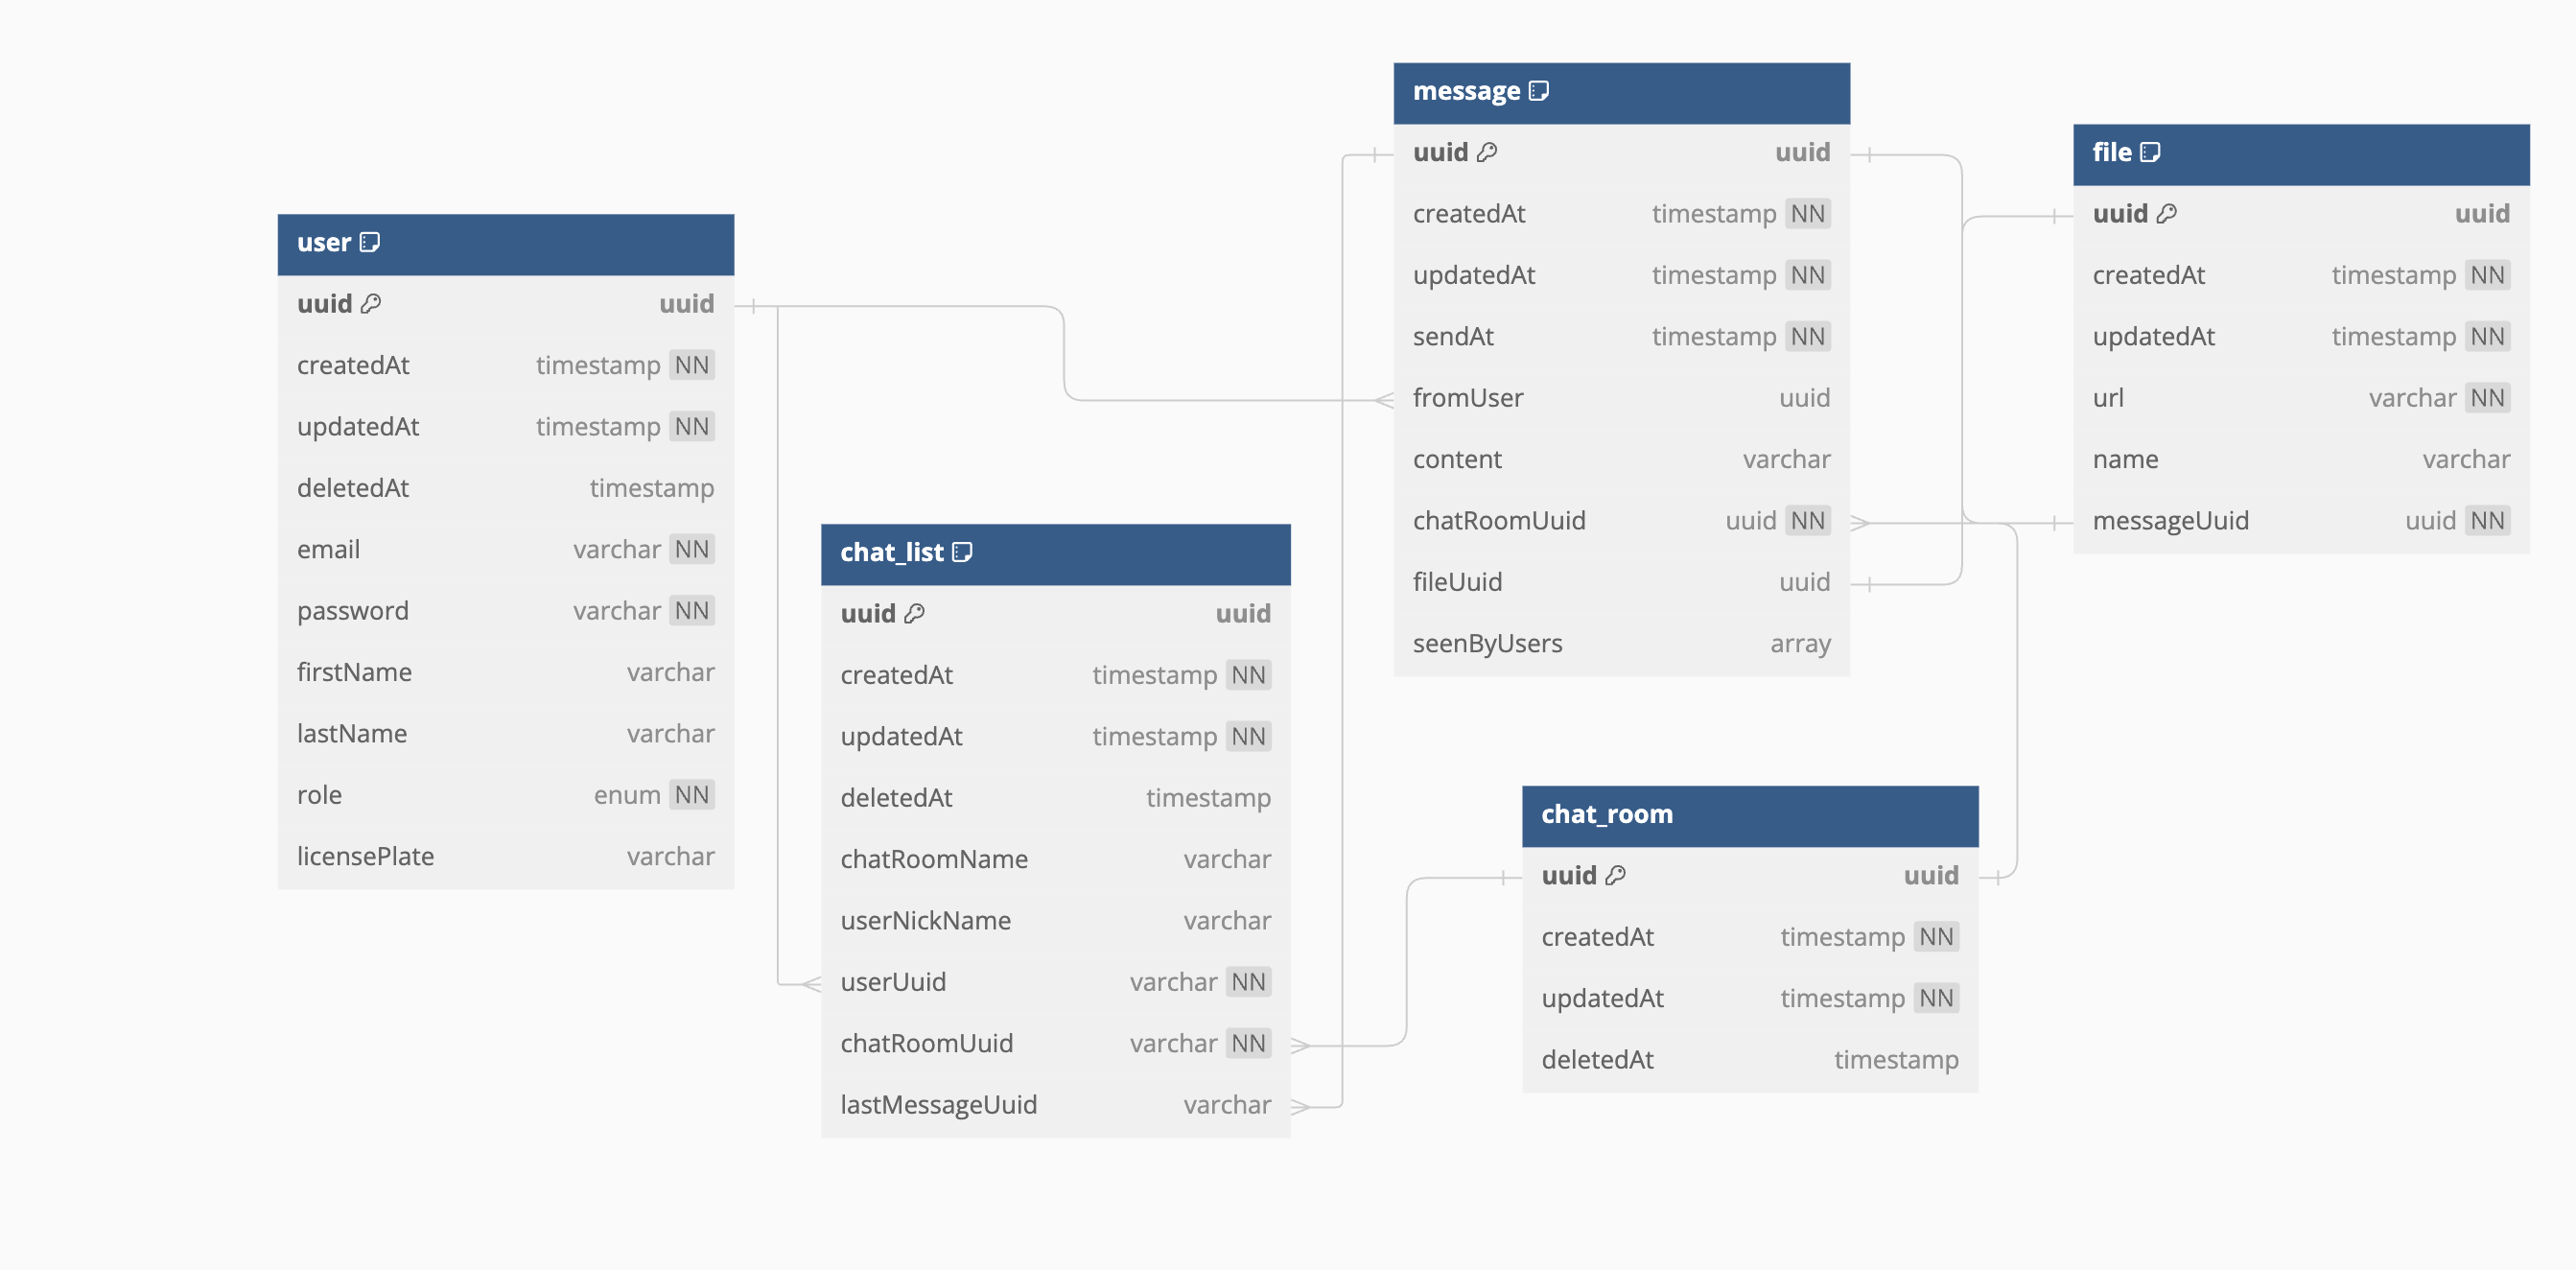 user
uuid uuid
createdAt timestamp NN
updatedAt timestamp NN
deletedAt timestamp
email varchar NN
password varchar NN
firstName varchar
lastName varchar
role enum NN
licensePlate varchar
chat_list
uuid uuid
createdAt timestamp NN
updatedAt timestamp NN
deletedAt timestamp
chatRoomName varchar
userNickName varchar
userUuid varchar NN
chatRoomUuid varchar NN
lastMessageUuid varchar
message
uuid uuid
createdAt timestamp NN
updatedAt timestamp NN
sendAt timestamp NN
fromUser uuid
content varchar
chatRoomUuid uuid NN
fileUuid uuid
seenByUsers array
chat_room
uuid uuid
createdAt timestamp NN
updatedAt timestamp NN
deletedAt timestamp
file
uuid uuid
createdAt timestamp NN
updatedAt timestamp NN
url varchar NN
name varchar
messageUuid uuid NN